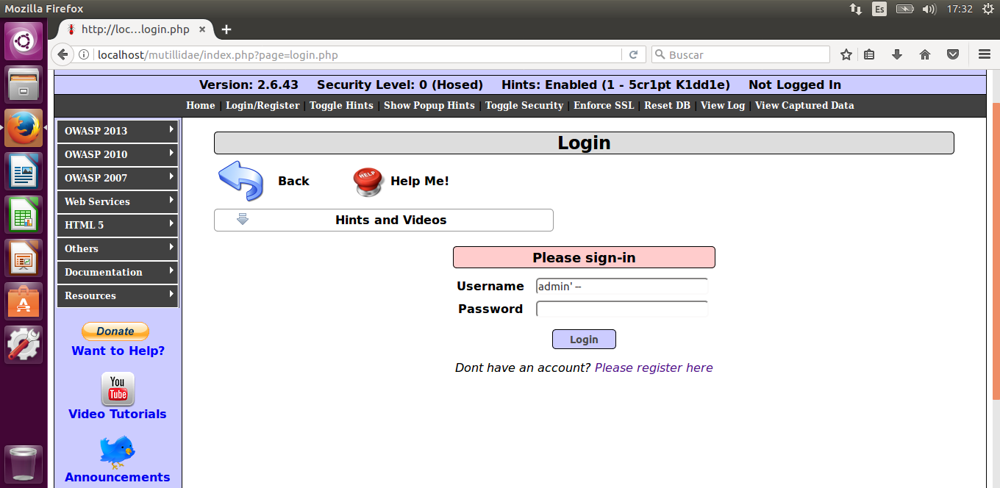 Mozilla Firefox Es 17:32
http://loc...login.php
localhost/mutillidae/index.php?page=login.php Buscar
Version: 2.6.43 Security Level: 0 (Hosed) Hints: Enabled (1 - 5cr1pt K1dd1e) Not Logged In
Home | Login/Register | Toggle Hints | Show Popup Hints | Toggle Security | Enforce SSL | Reset DB | View Log | View Captured Data
OWASP 2013
OWASP 2010
OWASP 2007
Web Services
HTML 5
Others
Documentation
Resources
Donate
Want to Help?
You
Tube
Video Tutorials
Announcements
Login
Back HELP Help Me!
Hints and Videos
Please sign-in
Username admin' --
Password
Login
Dont have an account? Please register here